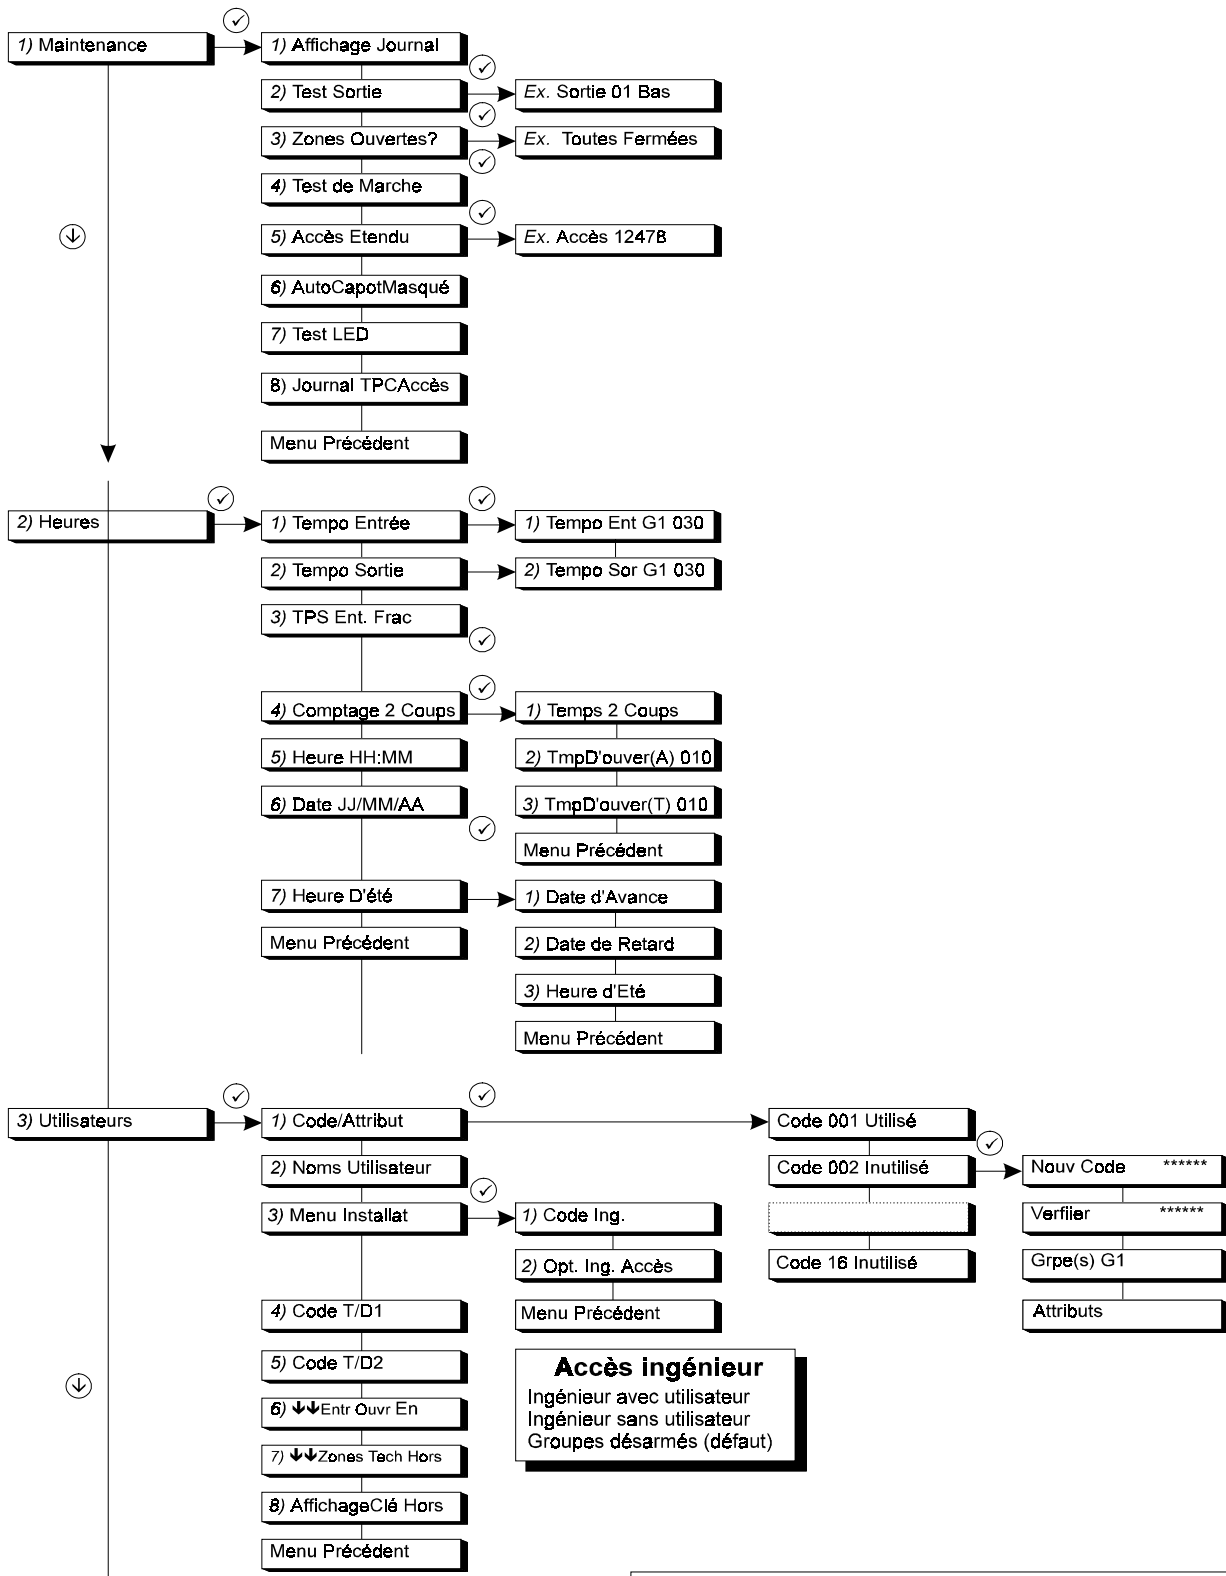 1) Maintenance
1) Affichage Journal
2) Test Sortie
Ex. Sortie 01 Bas
3) Zones Ouvertes?
Ex. Toutes Fermées
4) Test de Marche
5) Accès Etendu
Ex. Accès 12478
6) AutoCapotMasqué
7) Test LED
8) Journal TPCAccès
Menu Précédent
2) Heures
1) Tempo Entrée
1) Tempo Ent G1 030
2) Tempo Sortie
2) Tempo Sor G1 030
3) TPS Ent. Frac
4) Comptage 2 Coups
1) Temps 2 Coups
5) Heure HH:MM
2) TmpD'ouver(A) 010
6) Date JJ/MM/AA
3) TmpD'ouver(T) 010
Menu Précédent
7) Heure D'été
1) Date d'Avance
Menu Précédent
2) Date de Retard
3) Heure d'Eté
Menu Précédent
3) Utilisateurs
1) Code/Attribut
Code 001 Utilisé
2) Noms Utilisateur
Code 002 Inutilisé
Nouv Code ******
3) Menu Installat
1) Code Ing.
Verfiier ******
2) Opt. Ing. Accès
Code 16 Inutilisé
Grpe(s) G1
4) Code T/D1
Menu Précédent
Attributs
5) Code T/D2
Accès ingénieur
Ingénieur avec utilisateur
Ingénieur sans utilisateur
Groupes désarmés (défaut)
6) ↓↓Entr Ouvr En
7) ↓↓Zones Tech Hors
8) AffichageClé Hors
Menu Précédent